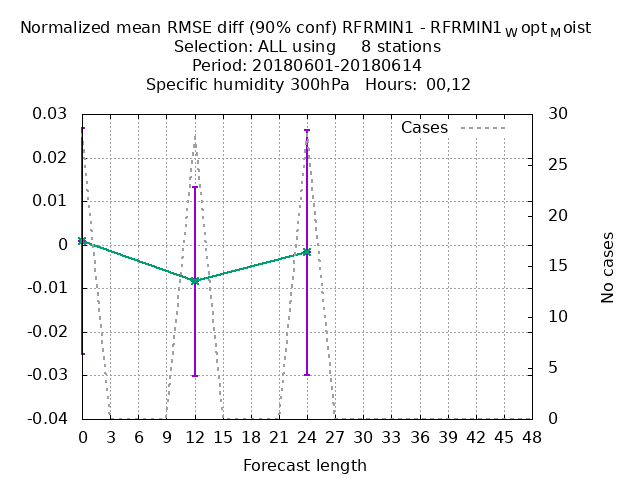 Normalized mean RMSE diff (90% conf) RFRMIN1 - RFRMIN1WoptMoist
Selection: ALL using 8 stations
Period: 20180601-20180614
Specific humidity 300hPa Hours: 00,12
Cases
0.03
0.02
0.01
0
-0.01
-0.02
-0.03
-0.04
30
25
20
15
10
5
0
No cases
0 3 6 9 12 15 18 21 24 27 30 33 36 39 42 45 48
Forecast length